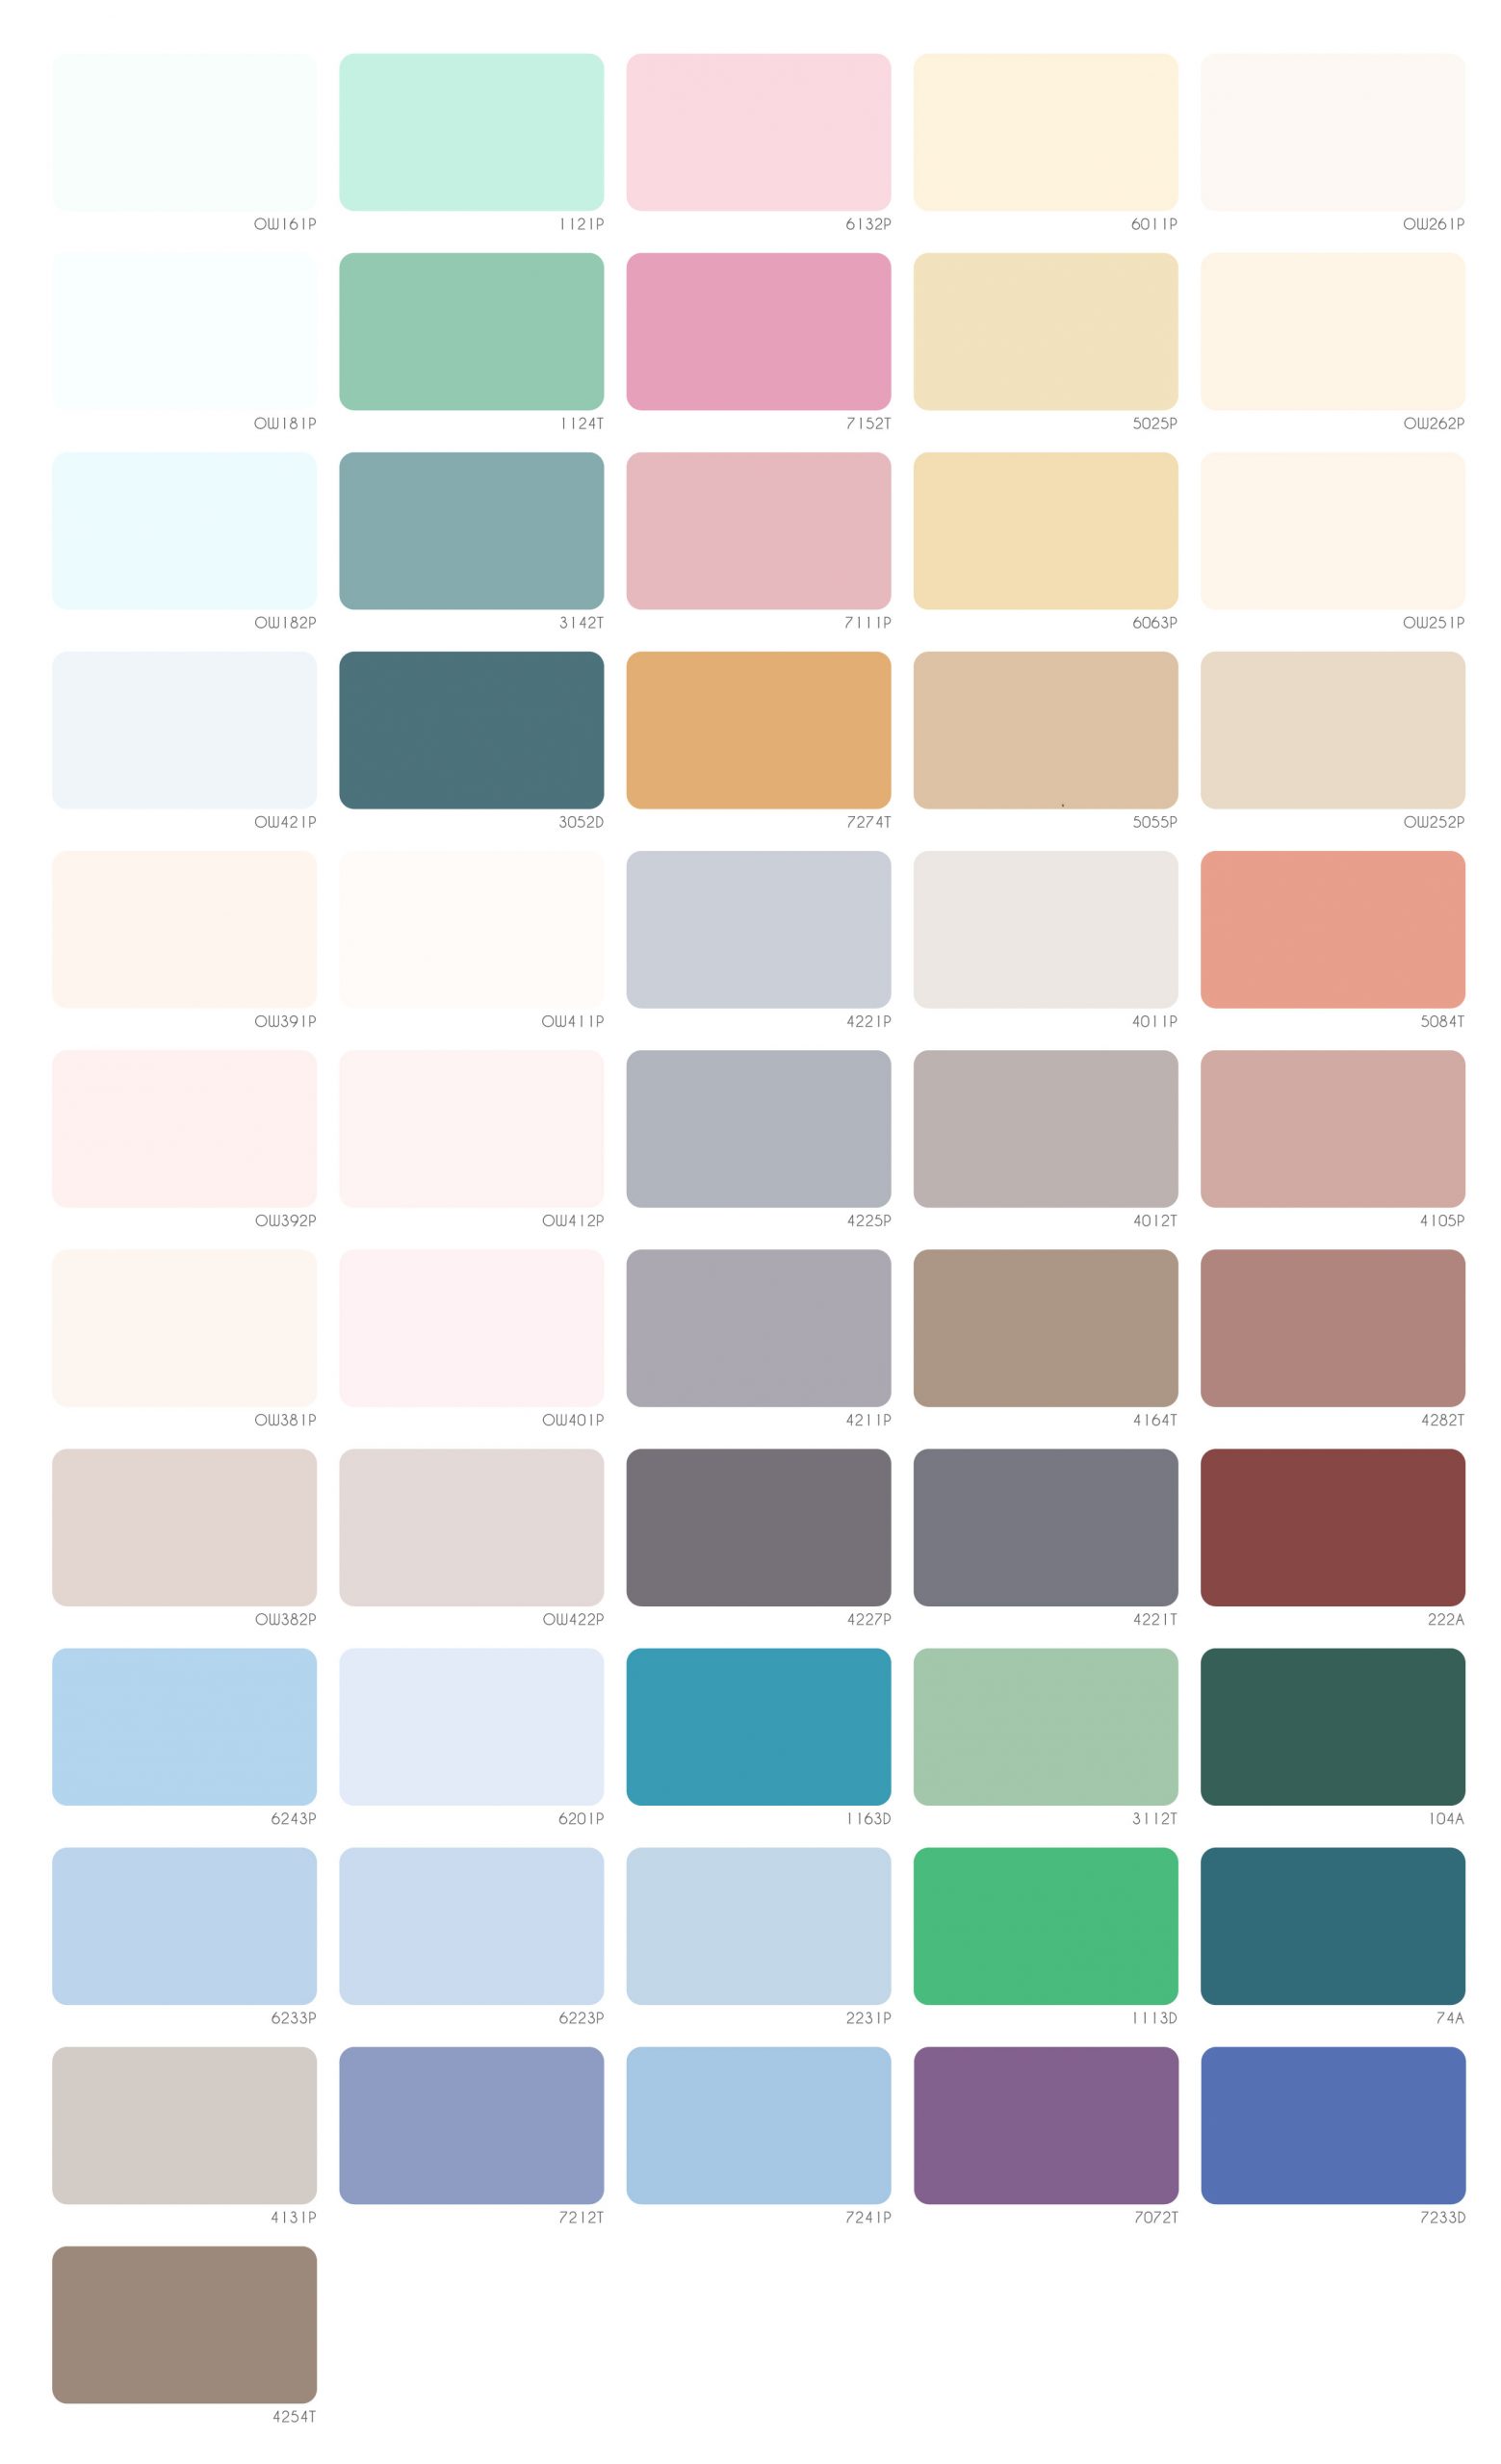 OW161P 1121P 6132P 6011P OW261P
OW181P 1124T 7152T 5025P OW262P
OW182P 3142T 7111P 6063P OW251P
OW421P 3052D 7274T 5055P OW252P
OW391P OW411P 4221P 4011P 5084T
OW392P OW412P 4225P 4012T 4105P
OW381P OW401P 4211P 4164T 4282T
OW382P OW422P 4227P 4221T 222A
6243P 6201P 1163D 3112T 104A
6233P 6223P 2231P 1113D 74A
4131P 7212T 7241P 7072T 7233D
4254T